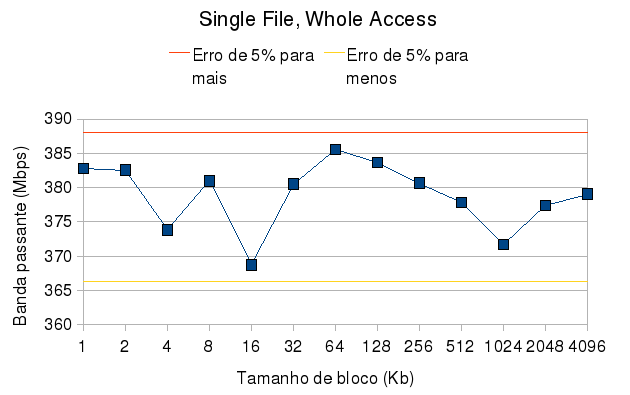 Single File, Whole Access
Erro de 5% para mais
Erro de 5% para menos
Banda passante (Mbps)
390
385
380
375
370
365
360
1 2 4 8 16 32 64 128 256 512 1024 2048 4096
Tamanho de bloco (Kb)